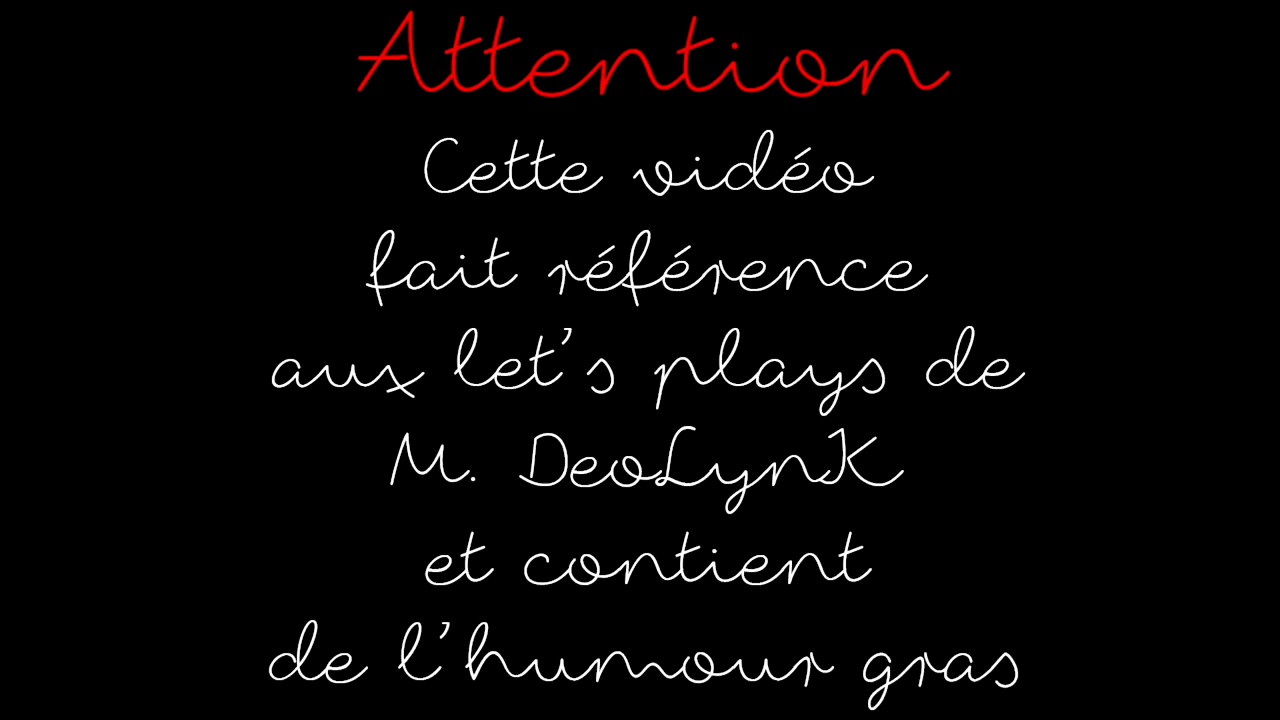 Attention
Cette vidéo
fait référence
aux let's plays de
M. DeoLynK
et contient
de l'humour gras